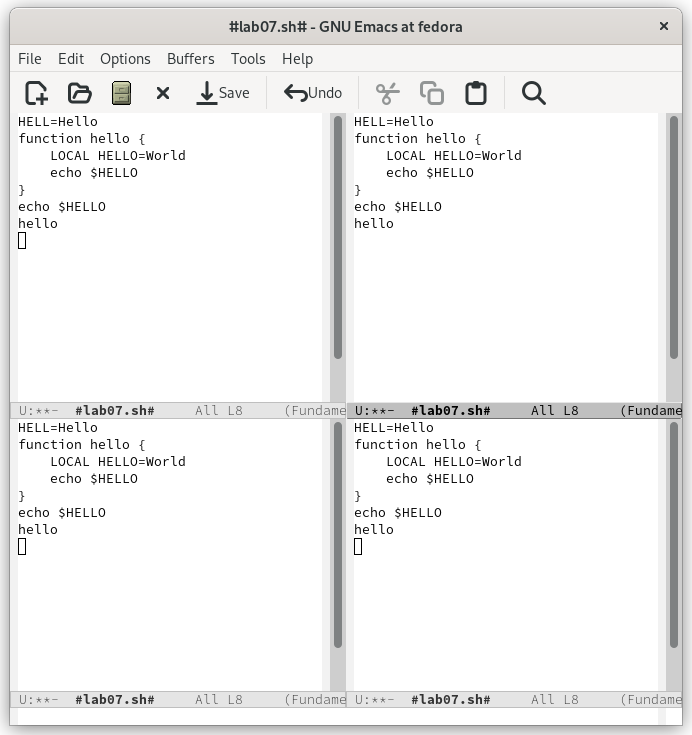 #lab07.sh# - GNU Emacs at fedora
File Edit Options Buffers Tools Help
Save Undo
HELL=Hello
function hello {
    LOCAL HELLO=World
    echo $HELLO
}
echo $HELLO
hello
U:**- #lab07.sh# All L8 (Fundame
HELL=Hello
function hello {
    LOCAL HELLO=World
    echo $HELLO
}
echo $HELLO
hello
U:**- #lab07.sh# All L8 (Fundame
HELL=Hello
function hello {
    LOCAL HELLO=World
    echo $HELLO
}
echo $HELLO
hello
U:**- #lab07.sh# All L8 (Fundame
HELL=Hello
function hello {
    LOCAL HELLO=World
    echo $HELLO
}
echo $HELLO
hello
U:**- #lab07.sh# All L8 (Fundame